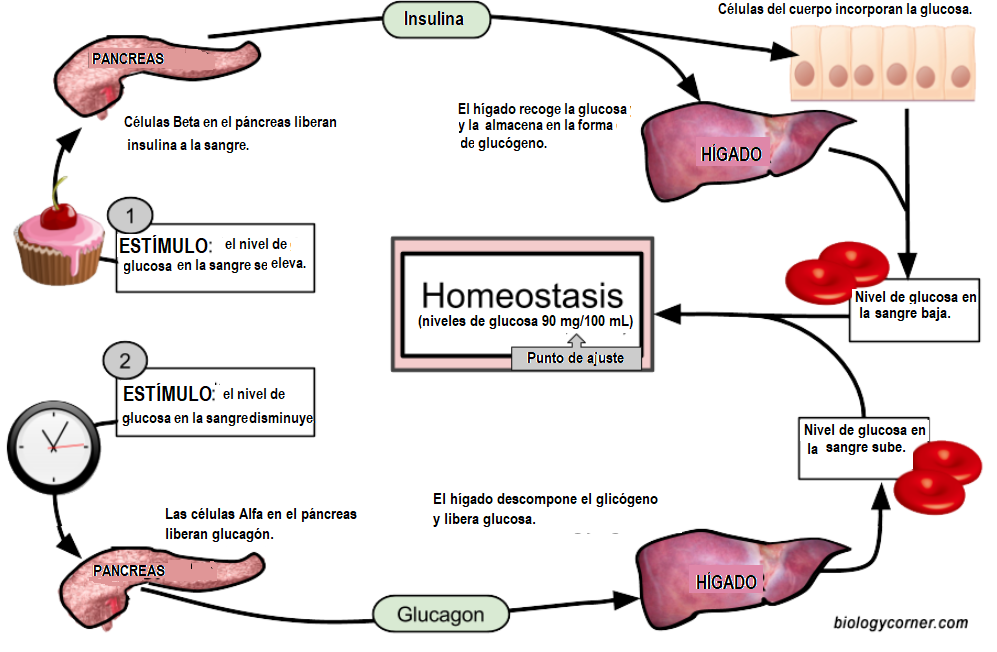 Insulina
Células del cuerpo incorporan la glucosa.
PANCREAS
Células Beta en el páncreas liberan
insulina a la sangre.
El hígado recoge la glucosa
y la almacena en la forma
de glucógeno.
HÍGADO
1
ESTÍMULO: el nivel de
glucosa en la sangre se eleva.
Homeostasis
(niveles de glucosa 90 mg/100 mL)
Punto de ajuste
Nivel de glucosa en
la sangre baja.
2
ESTÍMULO: el nivel de
glucosa en la sangre disminuye
Nivel de glucosa en
la sangre sube.
Las células Alfa en el páncreas
liberan glucagón.
El hígado descompone el glicógeno
y libera glucosa.
PANCREAS
HÍGADO
Glucagon
biologycorner.com